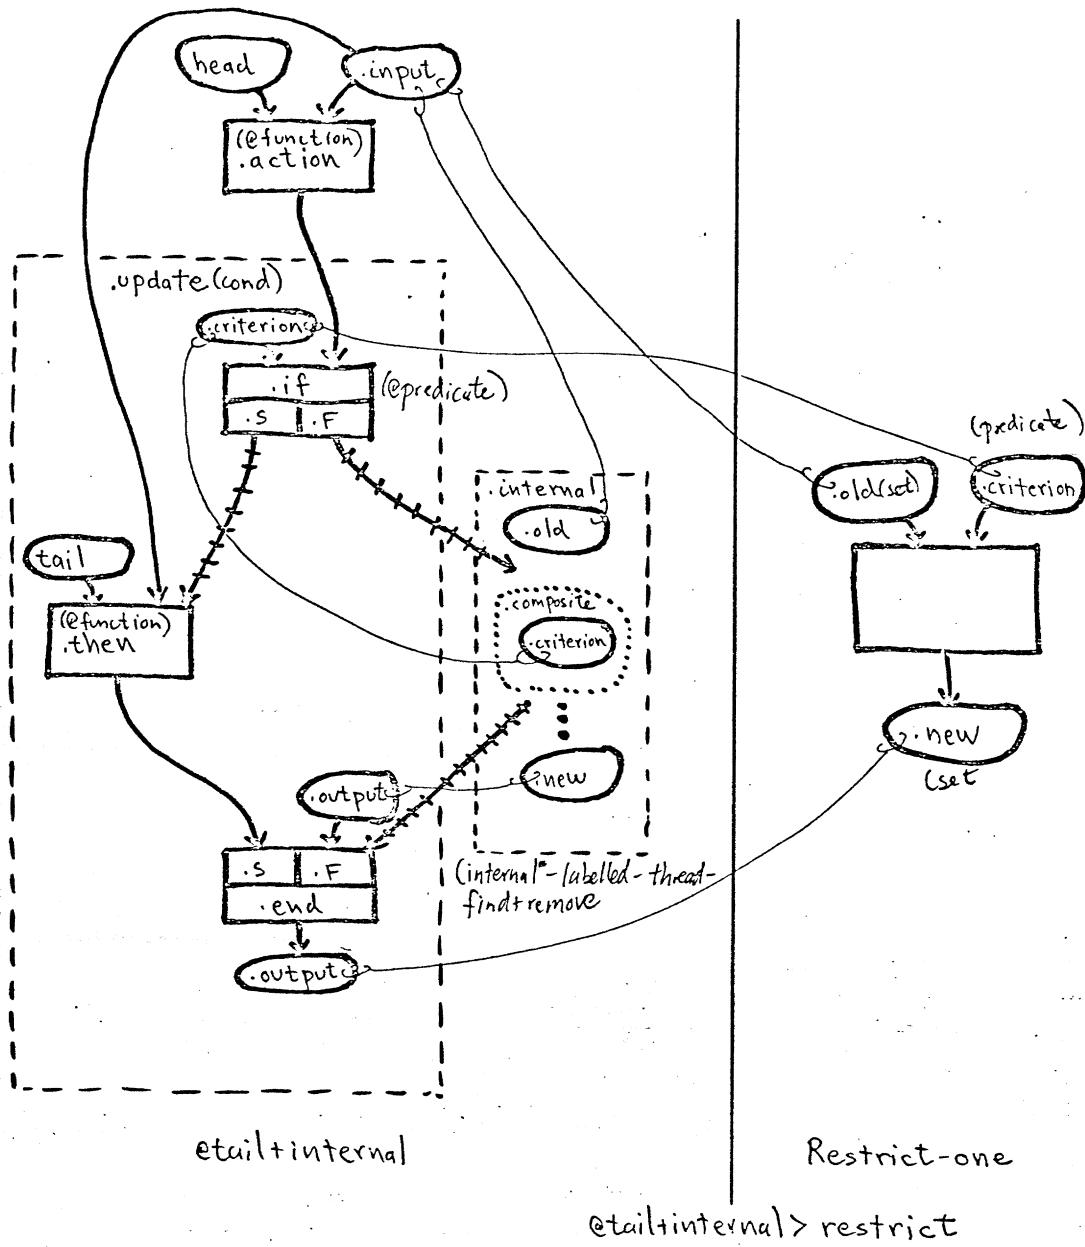 head
.input
(@function)
.action
.update(cond)
.criterion
.if
(@predicate)
.S
.F
.internal
.old
tail
(@function)
.then
.composite
.criterion
.new
.output
.S
.F
.end
(internal*-labelled-thread-
find+remove
.output
@tail+internal
(predicate)
.old(set)
.criterion
.new
(set
Restrict-one
@tail+internal> restrict